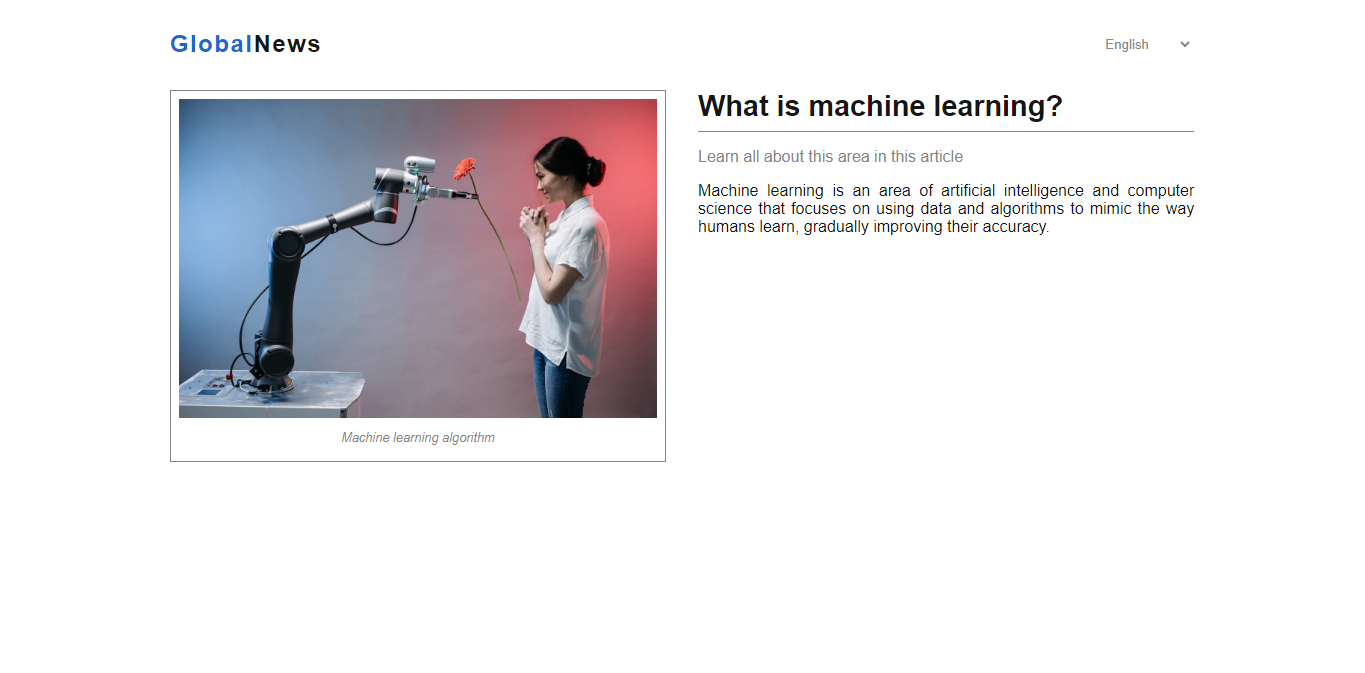 GlobalNews
English
What is machine learning?
Learn all about this area in this article
Machine learning is an area of artificial intelligence and computer
science that focuses on using data and algorithms to mimic the way
humans learn, gradually improving their accuracy.
Machine learning algorithm